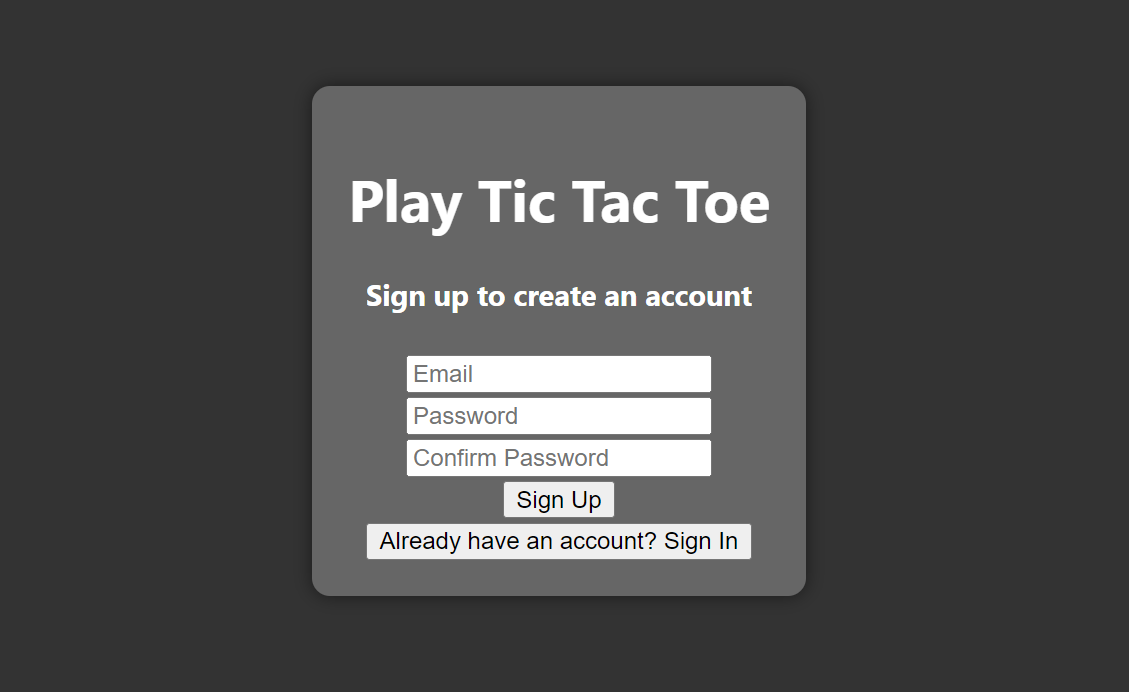 Play Tic Tac Toe
Sign up to create an account
Email
Password
Confirm Password
Sign Up
Already have an account? Sign In